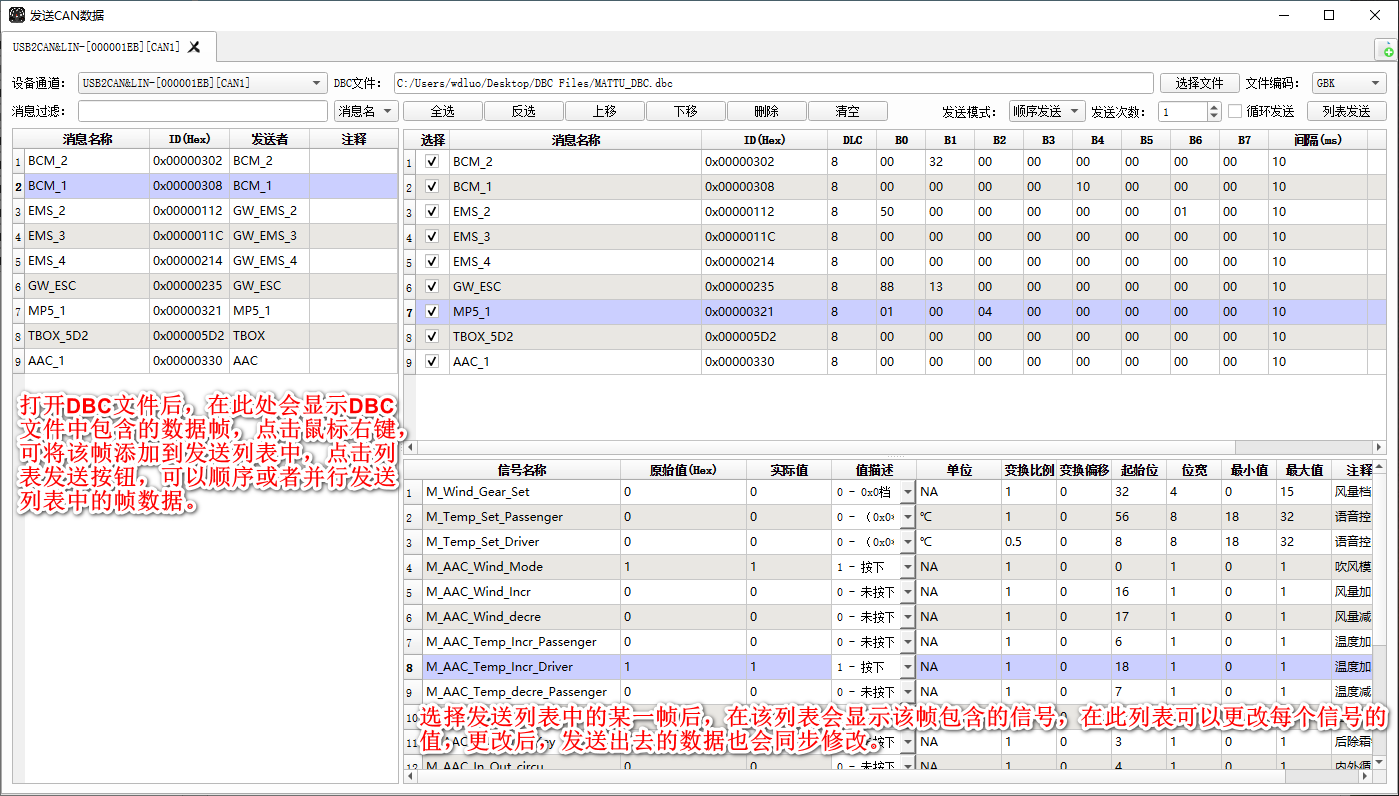 发送CAN数据
USB2CAN&LIN-[000001EB][CAN1]
设备通道: USB2CAN&LIN-[000001EB][CAN1] DBC文件: C:/Users/wdluo/Desktop/DBC Files/MATTU_DBC.dbc 选择文件 文件编码: GBK
消息过滤: 消息名 全选 反选 上移 下移 删除 清空 发送模式: 顺序发送 发送次数: 1 循环发送 列表发送
消息名称 ID(Hex) 发送者 注释
1 BCM_2 0x00000302 BCM_2
2 BCM_1 0x00000308 BCM_1
3 EMS_2 0x00000112 GW_EMS_2
4 EMS_3 0x0000011C GW_EMS_3
5 EMS_4 0x00000214 GW_EMS_4
6 GW_ESC 0x00000235 GW_ESC
7 MP5_1 0x00000321 MP5_1
8 TBOX_5D2 0x000005D2 TBOX
9 AAC_1 0x00000330 AAC
打开DBC文件后，在此处会显示DBC
文件中包含的数据帧，点击鼠标右键，
可将该帧添加到发送列表中，点击列
表发送按钮，可以顺序或者并行发送
列表中的帧数据。
选择 消息名称 ID(Hex) DLC B0 B1 B2 B3 B4 B5 B6 B7 间隔(ms)
1 BCM_2 0x00000302 8 00 32 00 00 00 00 00 00 10
2 BCM_1 0x00000308 8 00 00 00 00 10 00 00 00 10
3 EMS_2 0x00000112 8 50 00 00 00 00 00 01 00 10
4 EMS_3 0x0000011C 8 00 00 00 00 00 00 00 00 10
5 EMS_4 0x00000214 8 00 00 00 00 00 00 00 00 10
6 GW_ESC 0x00000235 8 88 13 00 00 00 00 00 00 10
7 MP5_1 0x00000321 8 01 00 04 00 00 00 00 00 10
8 TBOX_5D2 0x000005D2 8 00 00 00 00 00 00 00 00 10
9 AAC_1 0x00000330 8 00 00 00 00 00 00 00 00 10
信号名称 原始值(Hex) 实际值 值描述 单位 变换比例 变换偏移 起始位 位宽 最小值 最大值 注释
1 M_Wind_Gear_Set 0 0 0 - 0x0档 NA 1 0 32 4 0 15 风量档
2 M_Temp_Set_Passenger 0 0 0 - （0x0 ℃ 1 0 56 8 18 32 语音控
3 M_Temp_Set_Driver 0 0 0 - （0x0 ℃ 0.5 0 8 8 18 32 语音控
4 M_AAC_Wind_Mode 1 1 1 - 按下 NA 1 0 0 1 0 1 吹风模
5 M_AAC_Wind_Incr 0 0 0 - 未按下 NA 1 0 16 1 0 1 风量加
6 M_AAC_Wind_decre 0 0 0 - 未按下 NA 1 0 17 1 0 1 风量减
7 M_AAC_Temp_Incr_Passenger 0 0 0 - 未按下 NA 1 0 6 1 0 1 温度加
8 M_AAC_Temp_Incr_Driver 1 1 1 - 按下 NA 1 0 18 1 0 1 温度加
9 M_AAC_Temp_decre_Passenger 0 0 0 - 未按下 NA 1 0 7 1 0 1 温度减
10
选择发送列表中的某一帧后，在该列表会显示该帧包含的信号，在此列表可以更改每个信号的
值，更改后，发送出去的数据也会同步修改。
11 NA 1 0 3 1 0 1 后除霜
12 M_AAC_In_Out_circu 0 0 0 - 未按下 NA 1 0 4 1 0 1 内外循